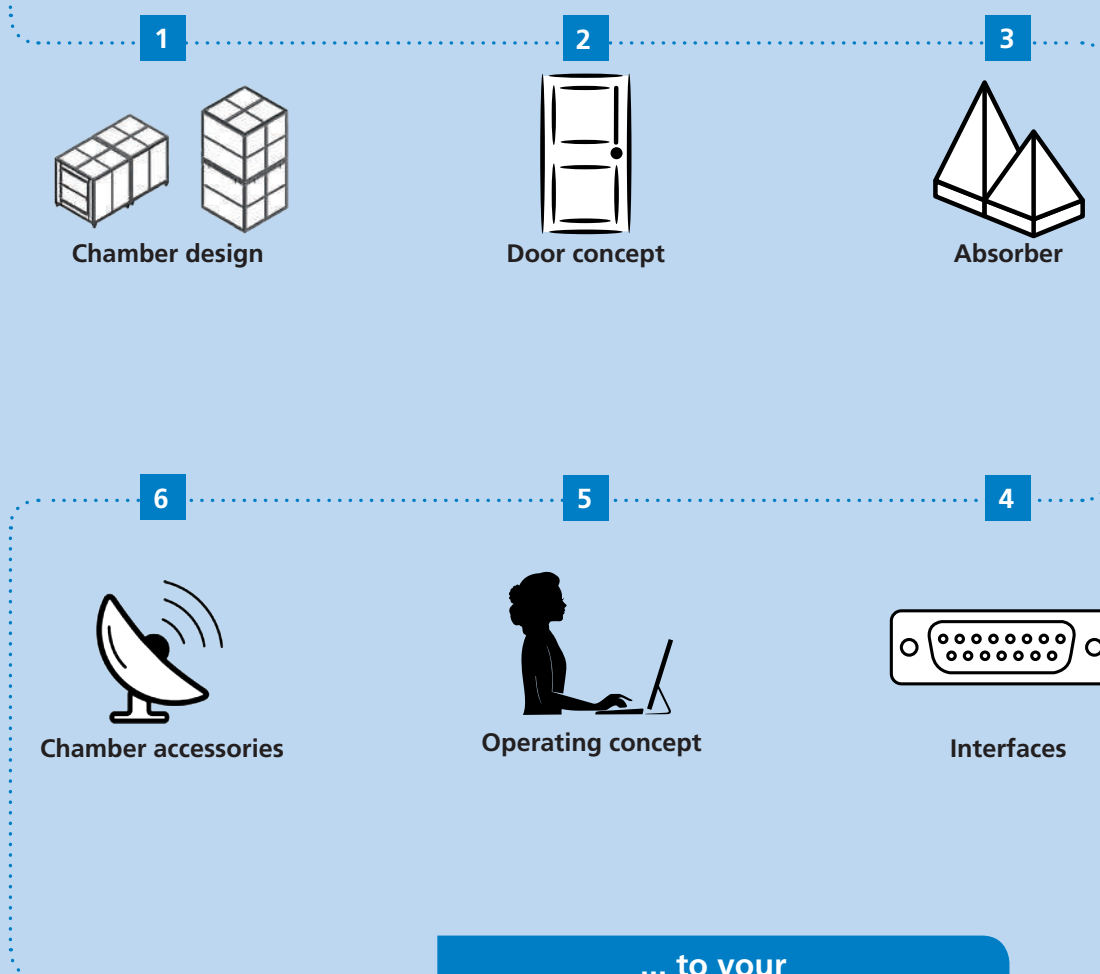 1
2
3
Chamber design
Door concept
Absorber
6
5
4
Chamber accessories
Operating concept
Interfaces
... to your